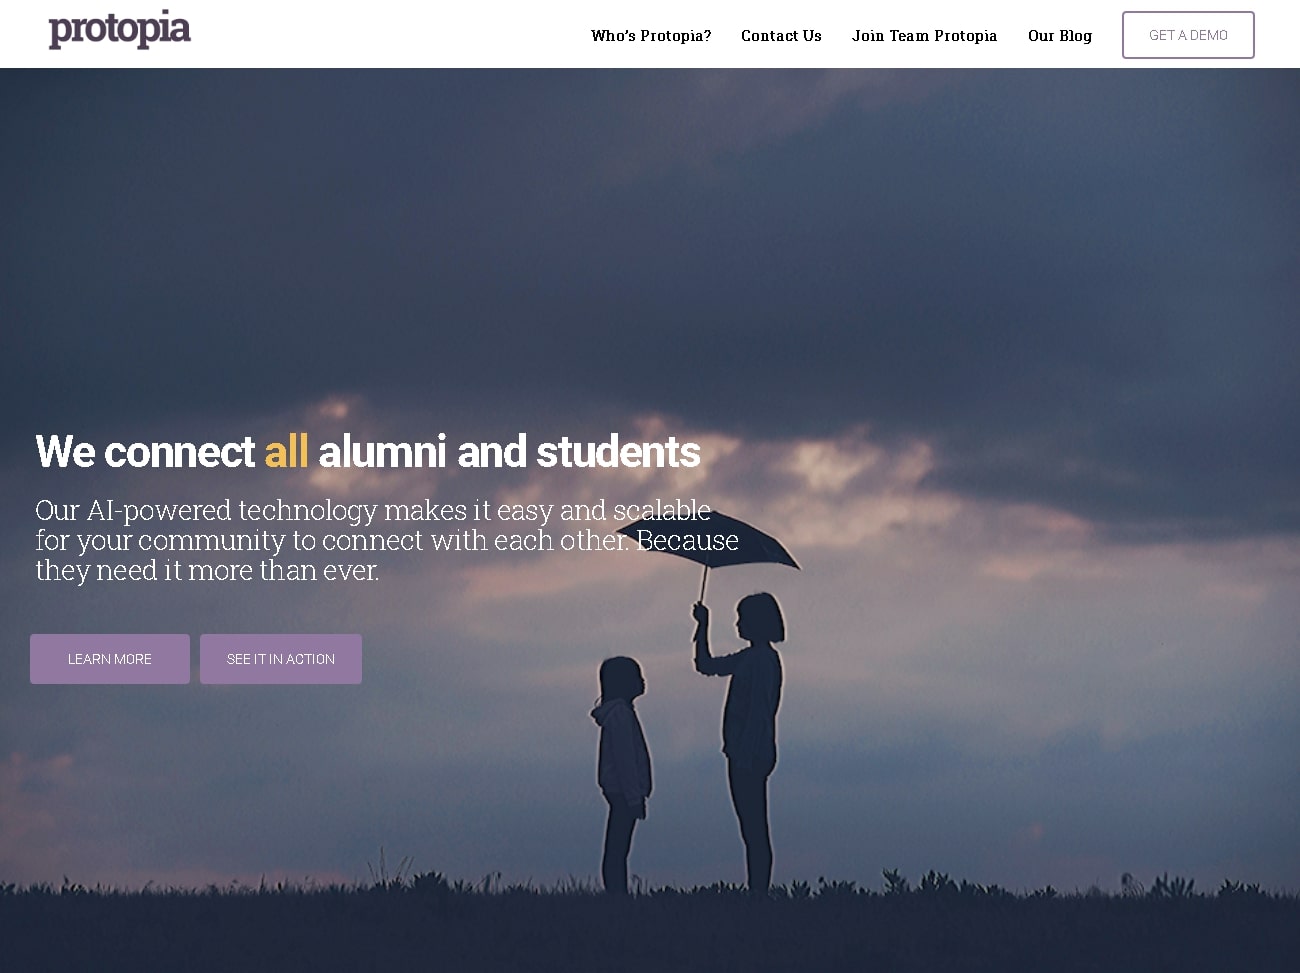 protopia
Who's Protopia?
Contact Us
Join Team Protopia
Our Blog
GET A DEMO
We connect all alumni and students
Our AI-powered technology makes it easy and scalable
for your community to connect with each other. Because
they need it more than ever.
LEARN MORE
SEE IT IN ACTION